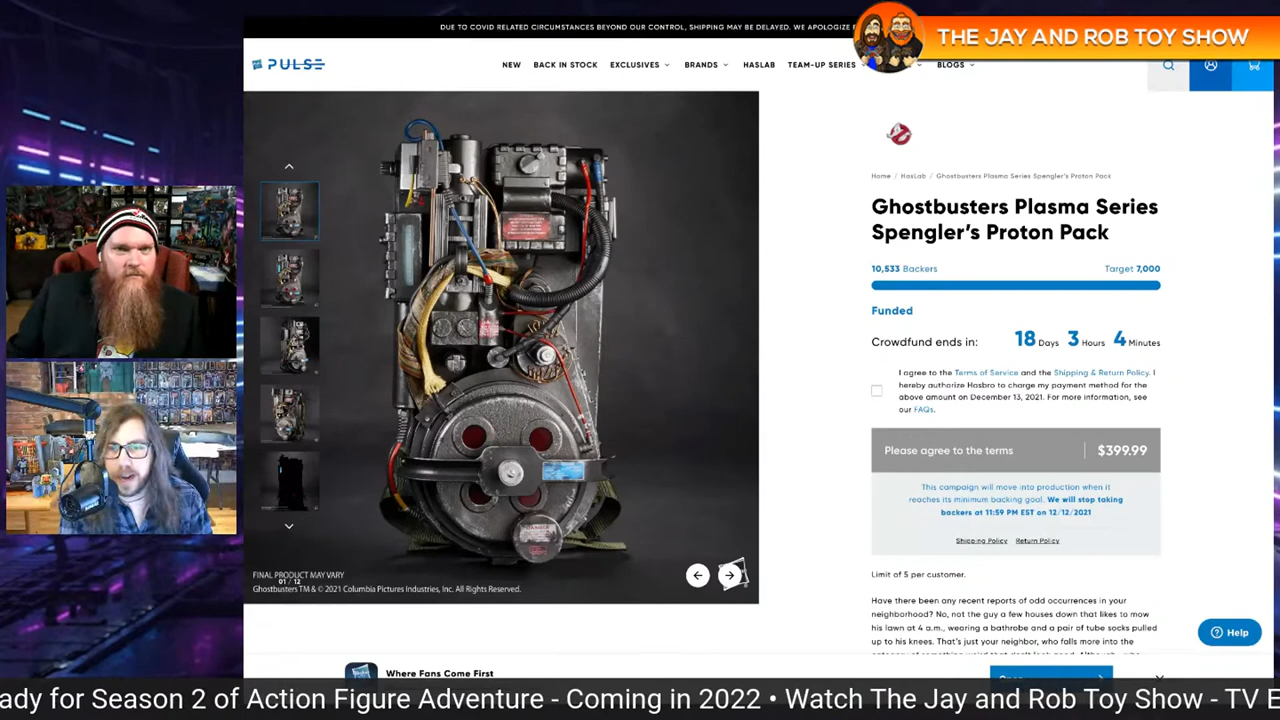 DUE TO COVID RELATED CIRCUMSTANCES BEYOND OUR CONTROL, SHIPPING MAY BE DELAYED. WE APOLOGIZE
THE JAY AND ROB TOY SHOW
PULSE
NEW
BACK IN STOCK
EXCLUSIVES
BRANDS
HASLAB
TEAM-UP SERIES
BLOGS
Home / HasLab / Ghostbusters Plasma Series Spengler's Proton Pack
Ghostbusters Plasma Series
Spengler's Proton Pack
10,533 Backers
Target 7,000
Funded
Crowdfund ends in:
18 Days 3 Hours 4 Minutes
I agree to the Terms of Service and the Shipping & Return Policy. I
hereby authorize Hasbro to charge my payment method for the
above amount on December 13, 2021. For more information, see
our FAQs.
Please agree to the terms
$399.99
This campaign will move into production when it
reaches its minimum backing goal. We will stop taking
backers at 11:59 PM EST on 12/12/2021
Shipping Policy
Return Policy
Limit of 5 per customer.
Have there been any recent reports of odd occurrences in your
neighborhood? No, not the guy a few houses down that likes to mow
his lawn at 4 a.m., wearing a bathrobe and a pair of tube socks pulled
up to his knees. That's just your neighbor, who falls more into the
FINAL PRODUCT MAY VARY
01 / 12
Ghostbusters TM & © 2021 Columbia Pictures Industries, Inc. All Rights Reserved.
Help
Where Fans Come First
ady for Season 2 of Action Figure Adventure - Coming in 2022 • Watch The Jay and Rob Toy Show - TV E